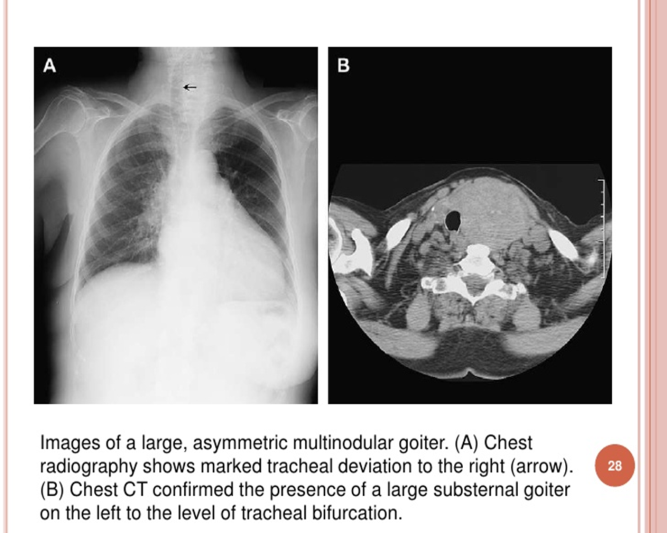 A
B
Images of a large, asymmetric multinodular goiter. (A) Chest
radiography shows marked tracheal deviation to the right (arrow).
(B) Chest CT confirmed the presence of a large substernal goiter
on the left to the level of tracheal bifurcation.
28